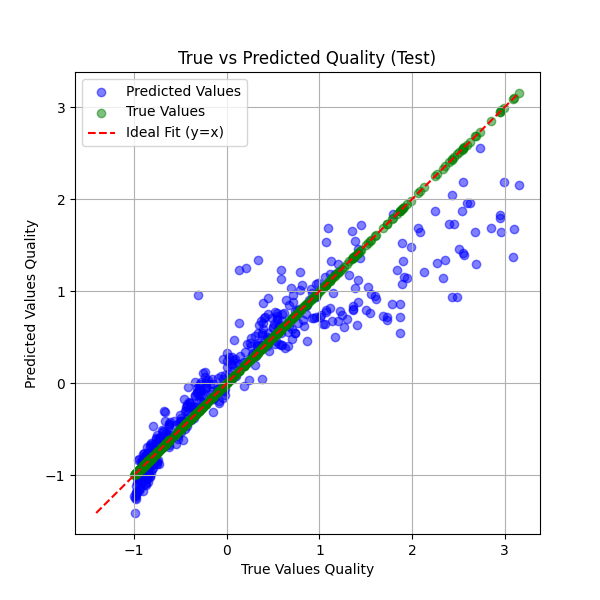 True vs Predicted Quality (Test)
Predicted Values
True Values
Ideal Fit (y=x)
3
2
1
0
−1
Predicted Values Quality
−1 0 1 2 3
True Values Quality